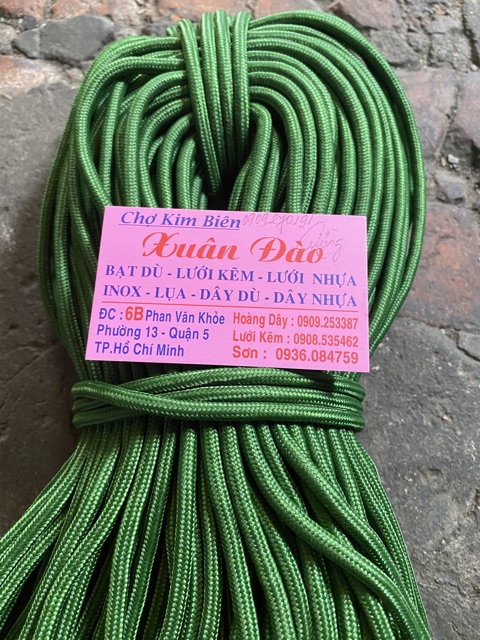 Chợ Kim Biên 0909270191
Xuân Đào
BẠT DÙ - LƯỚI KẼM - LƯỚI NHỰA
INOX - LỤA - DÂY DÙ - DÂY NHỰA
ĐC : 6B Phan Văn Khỏe
Phường 13 - Quận 5
TP.Hồ Chí Minh
Hoàng Dây : 0909.253387
Lưới Kẽm : 0908.535462
Sơn : 0936.084759